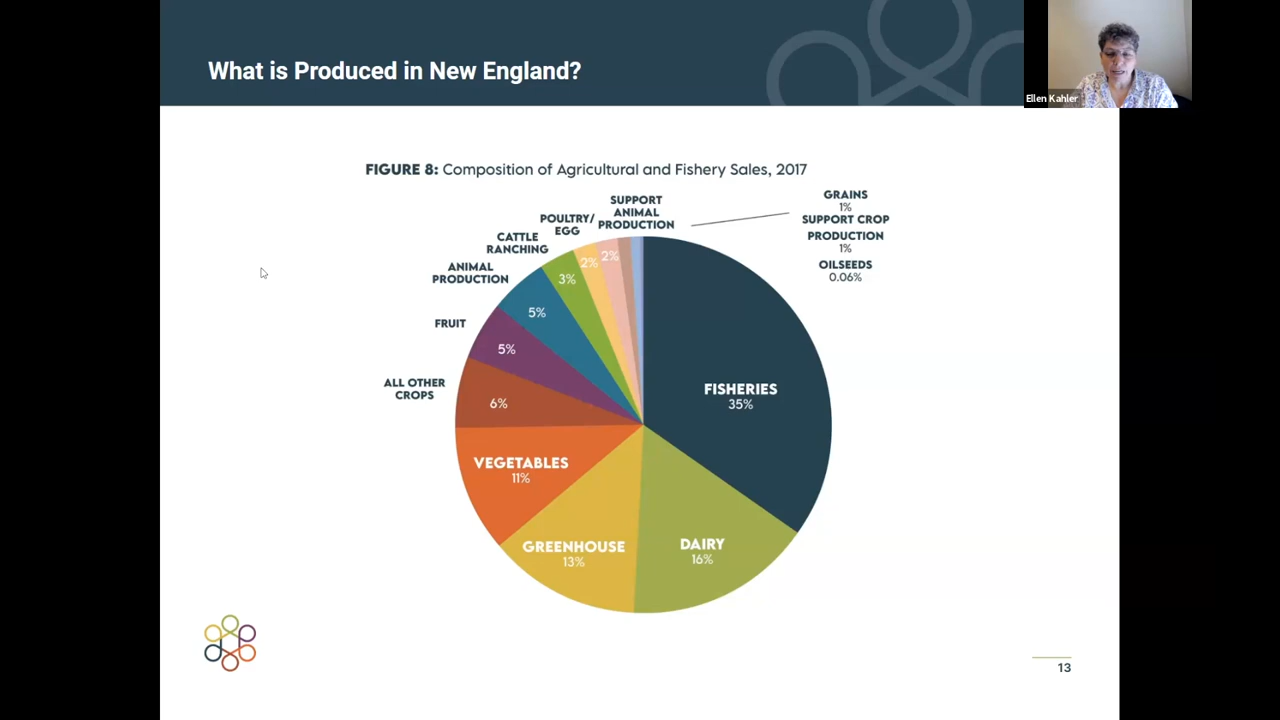 What is Produced in New England?
Ellen Kahler
FIGURE 8: Composition of Agricultural and Fishery Sales, 2017
SUPPORT
ANIMAL
PRODUCTION
POULTRY/
EGG
CATTLE
RANCHING
ANIMAL
PRODUCTION
FRUIT
ALL OTHER
CROPS
GRAINS
1%
SUPPORT CROP
PRODUCTION
1%
OILSEEDS
0.06%
2%
2%
3%
5%
5%
6%
FISHERIES
35%
VEGETABLES
11%
GREENHOUSE
13%
DAIRY
16%
13